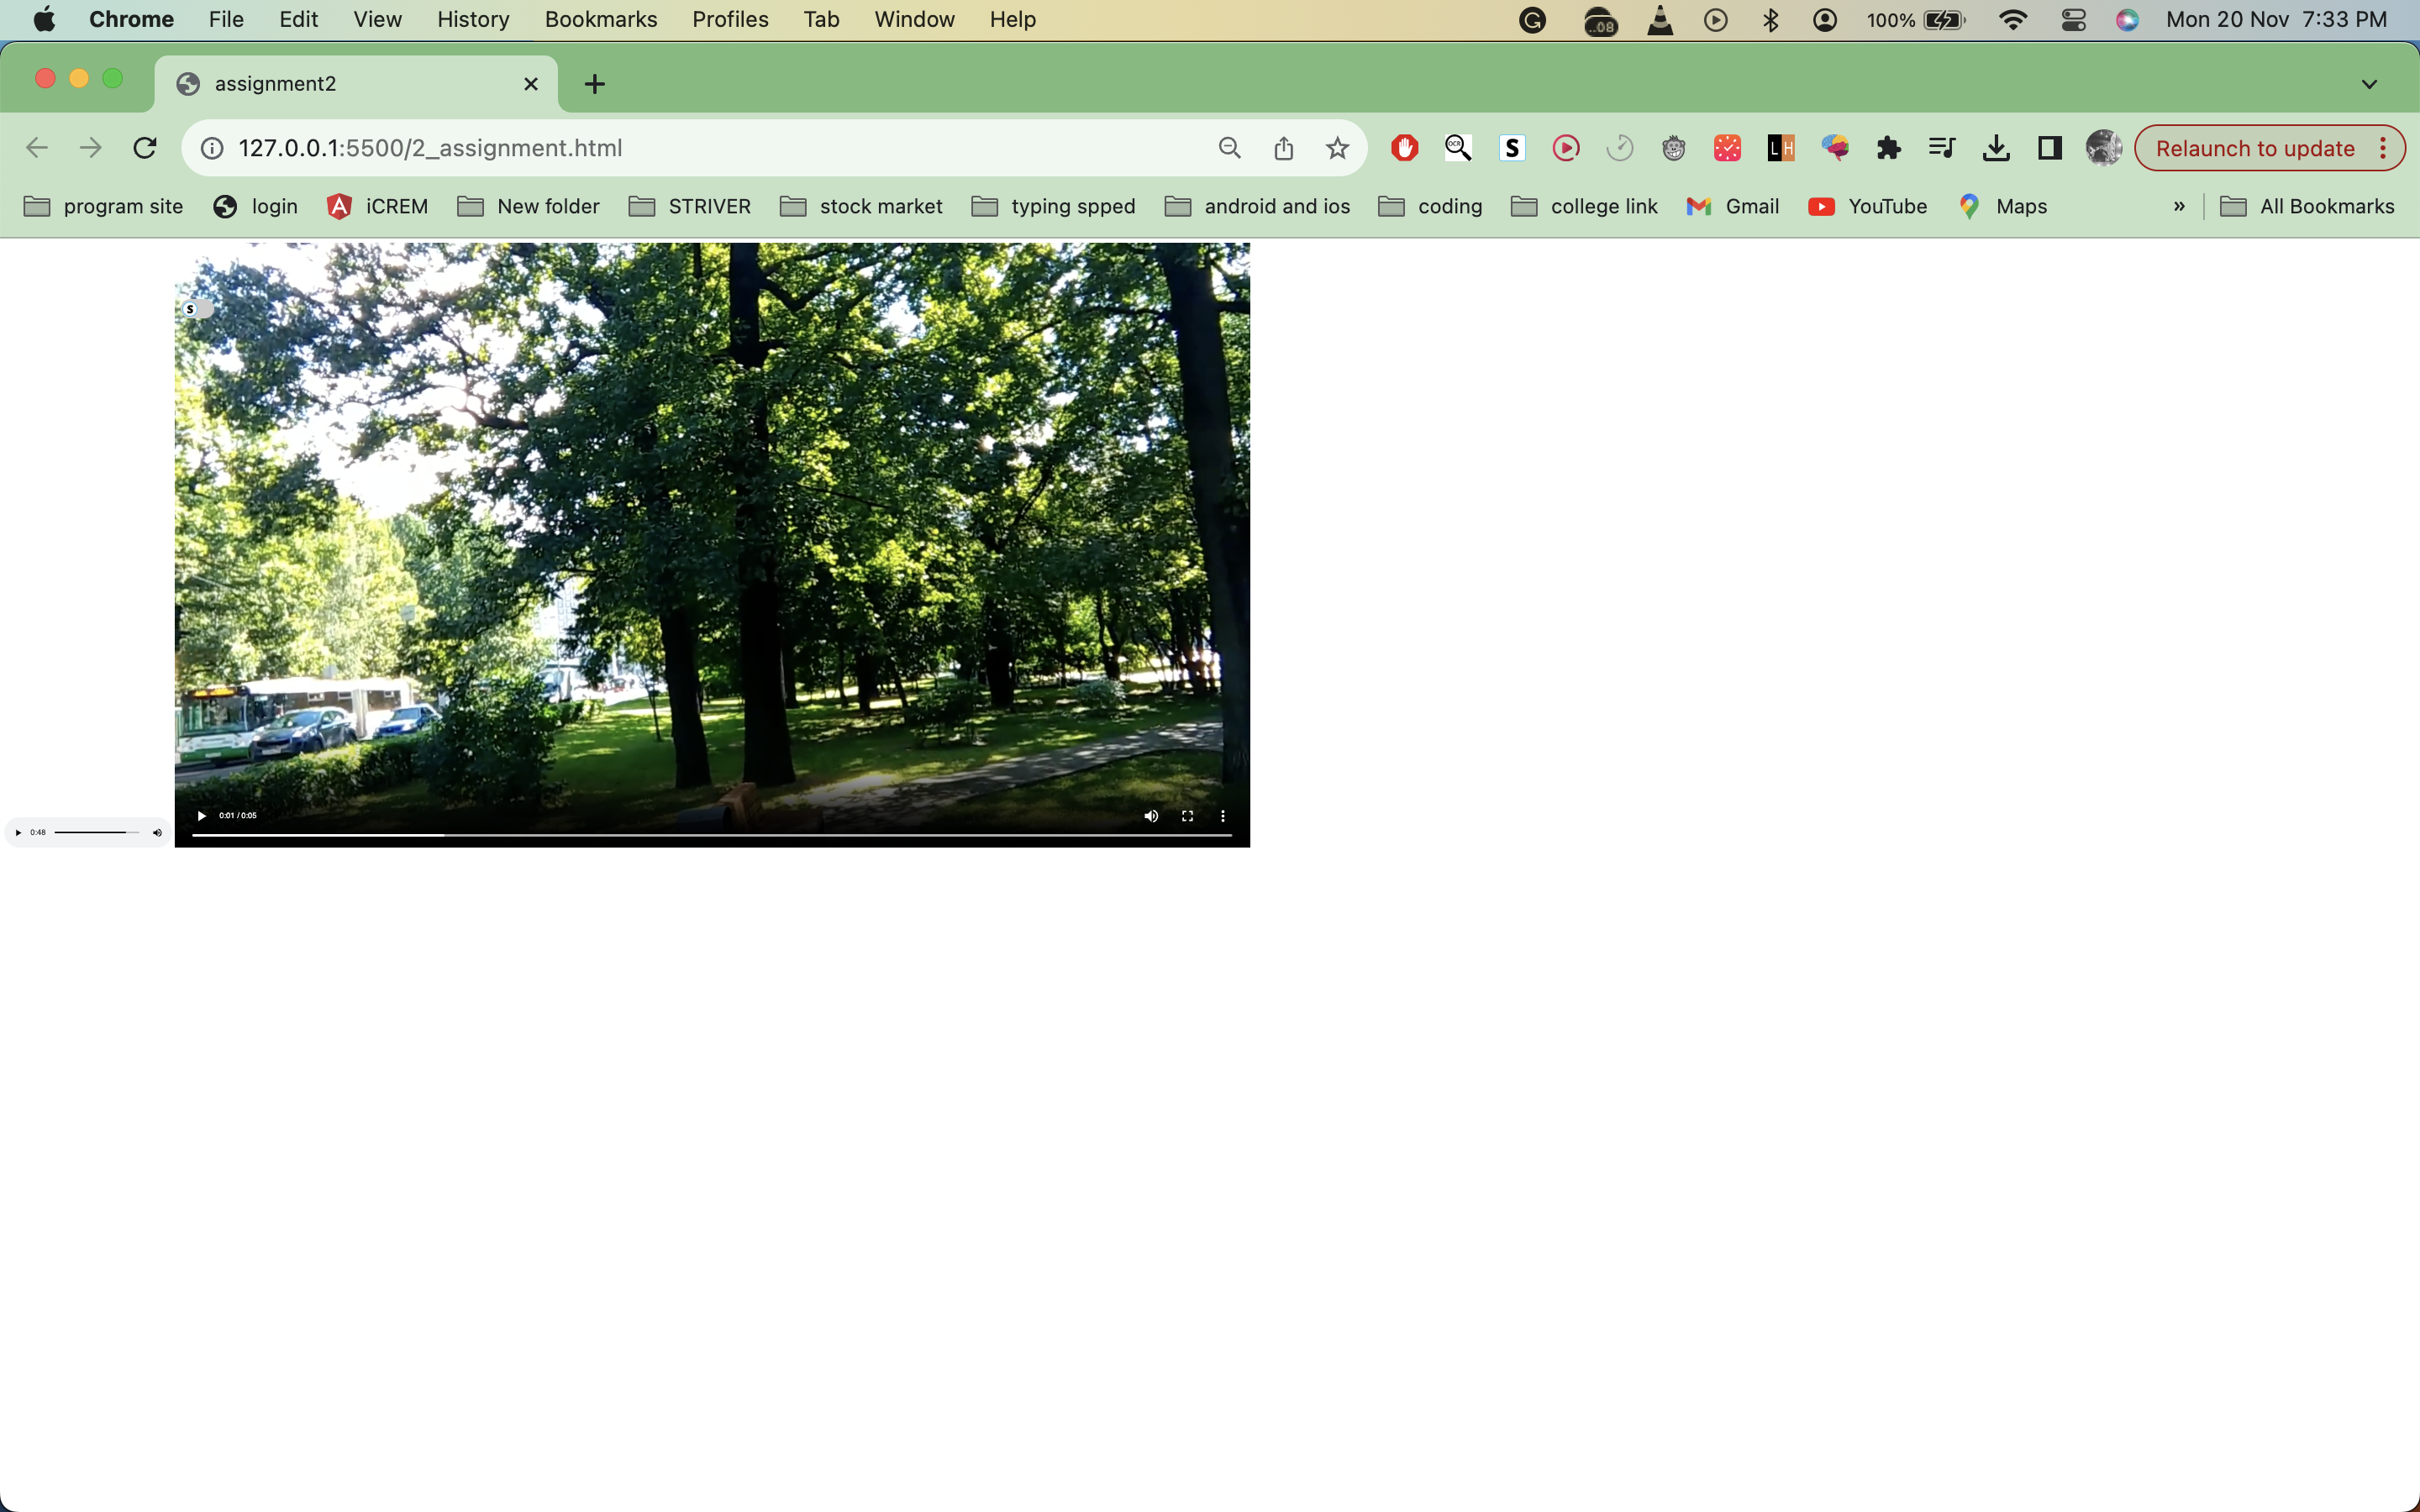 Chrome File Edit View History Bookmarks Profiles Tab Window Help .08 100% Mon 20 Nov 7:33 PM
assignment2
127.0.0.1:5500/2_assignment.html OCR S L H Relaunch to update
program site login iCREM New folder STRIVER stock market typing spped android and ios coding college link Gmail YouTube Maps » All Bookmarks
S
0:01 / 0:05
0:48